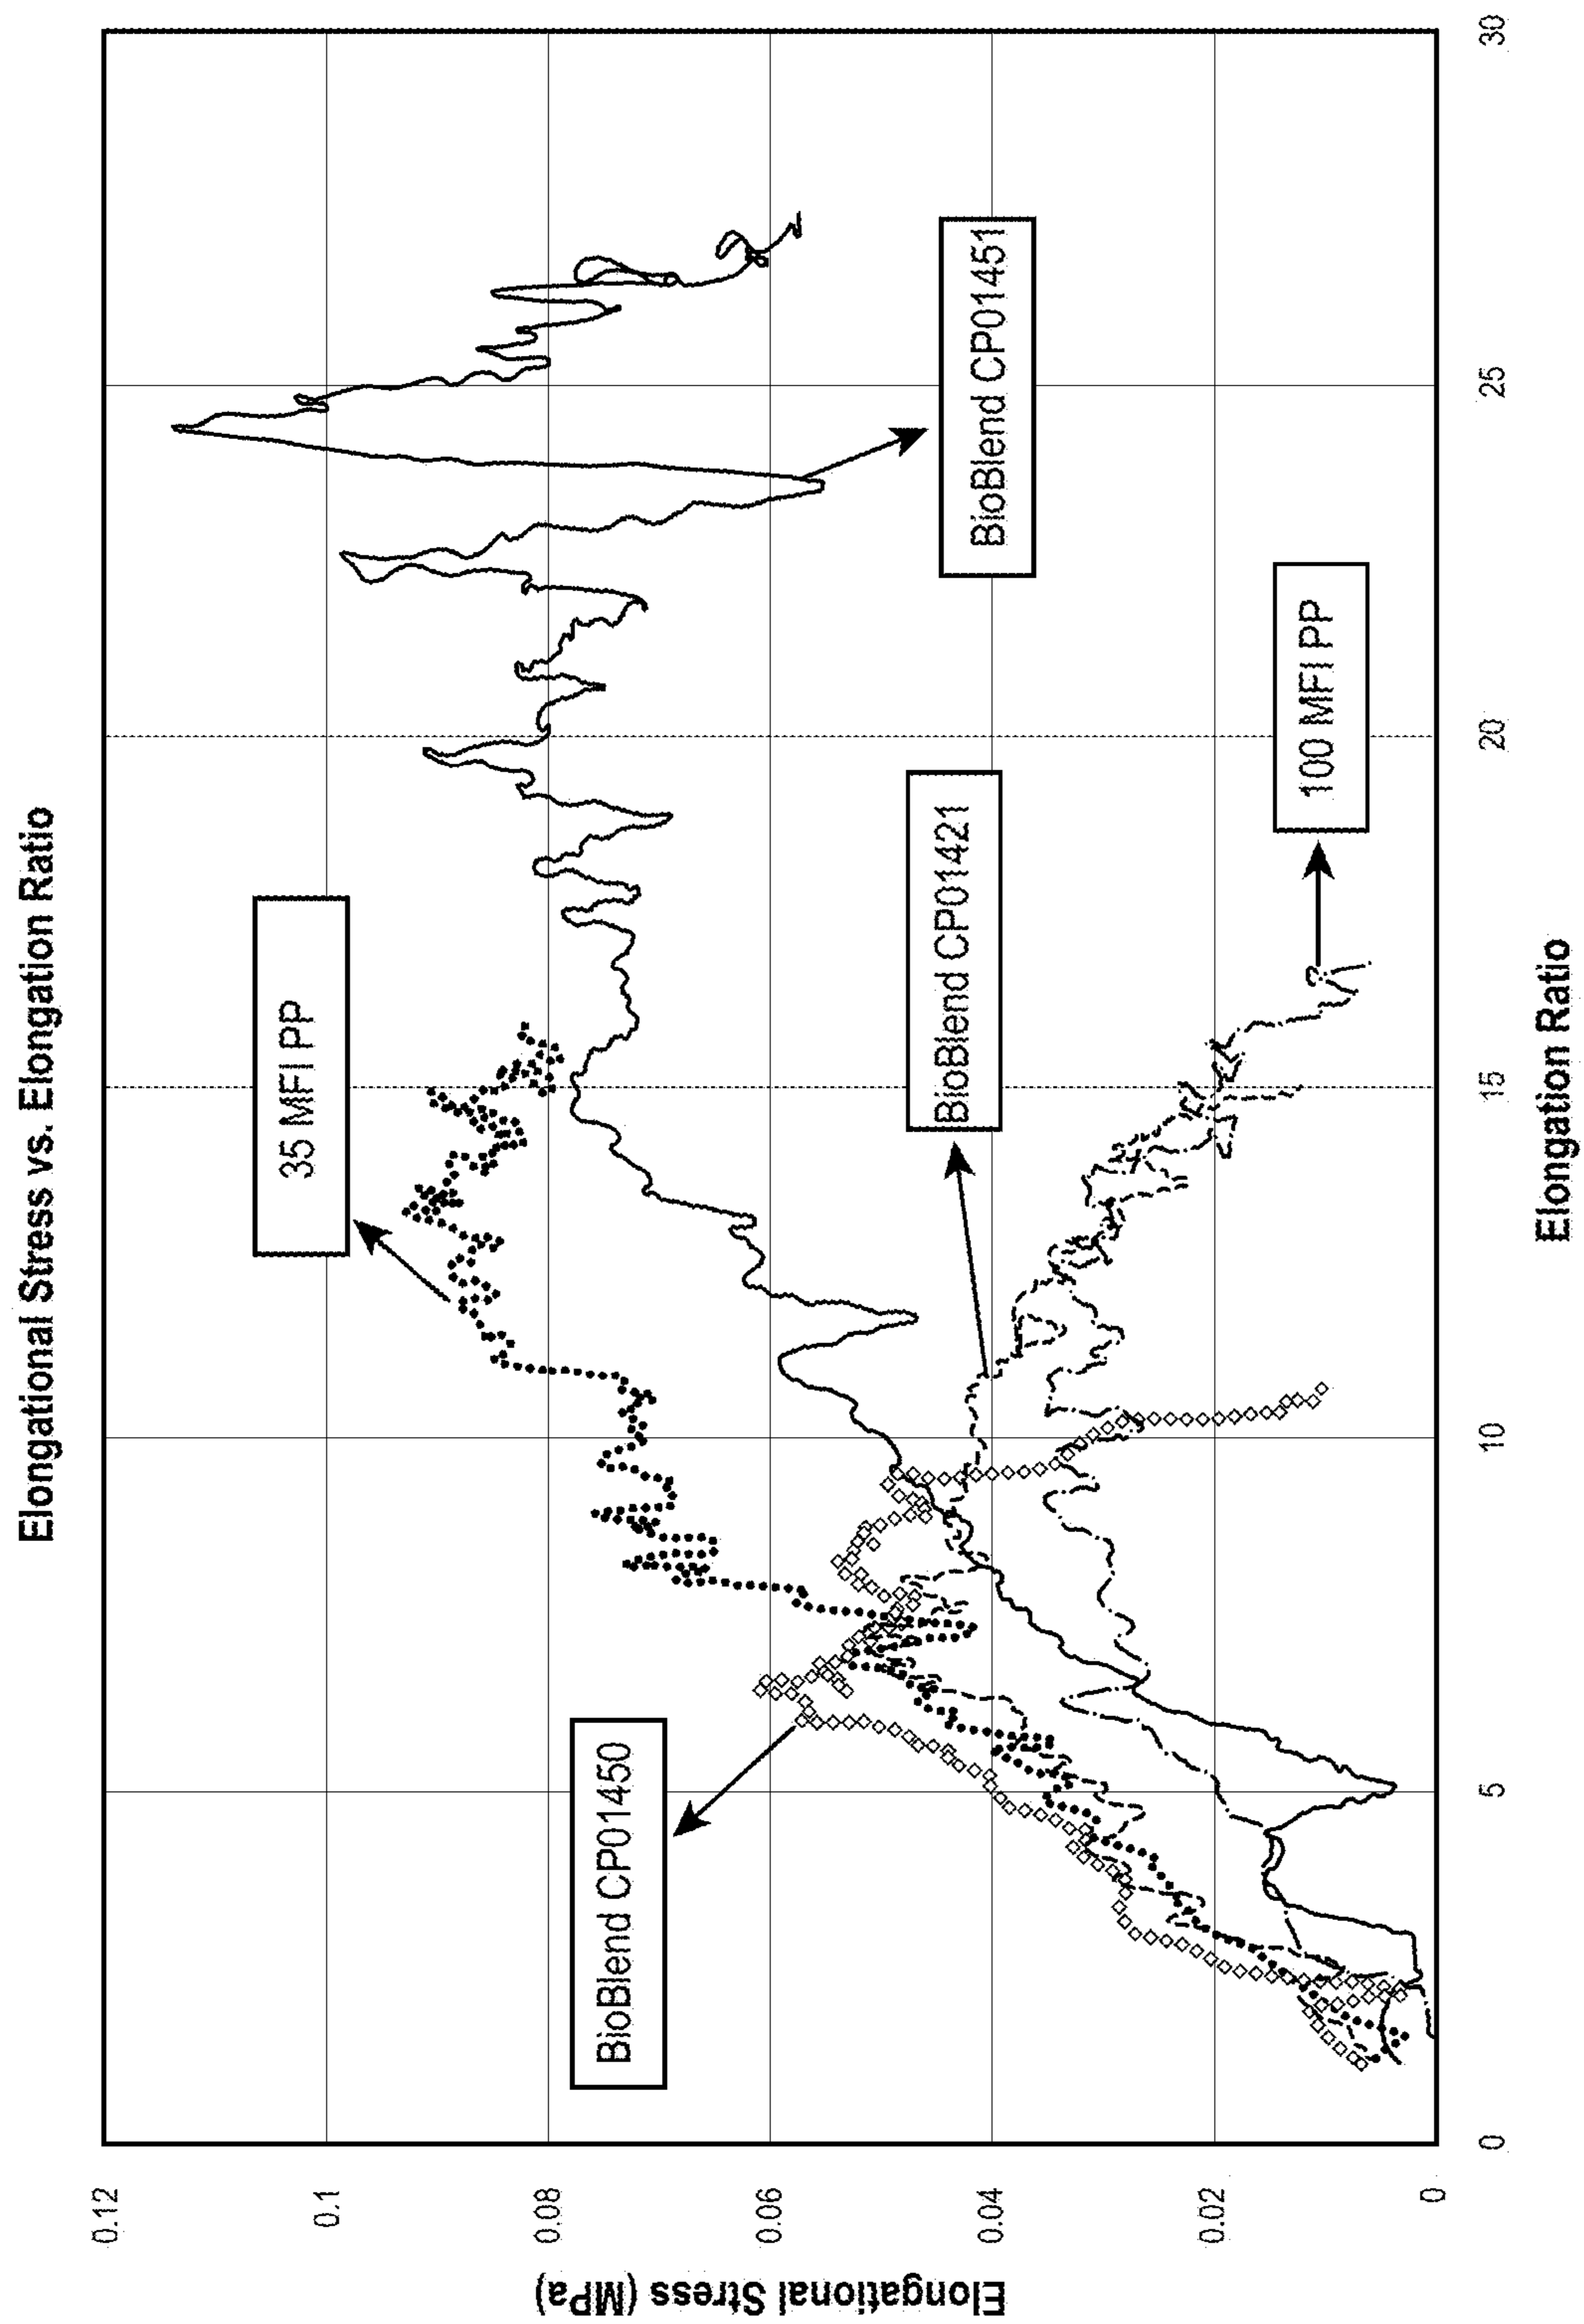 Elongational Stress vs. Elongation Ratio
Elongational Stress (MPa)
0.12
0.1
0.08
0.06
0.04
0.02
0
35 MFI PP
BioBlend CP01450
BioBlend CP01421
BioBlend CP01451
100 MFI PP
0
5
10
15
20
25
30
Elongation Ratio